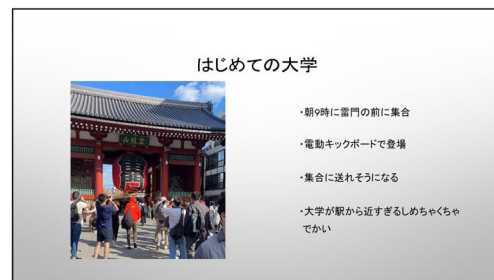 はじめての大学
・朝9時に雷門の前に集合
・電動キックボードで登場
・集合に送れそうになる
・大学が駅から近すぎるしめちゃくちゃ
でかい
金龍山